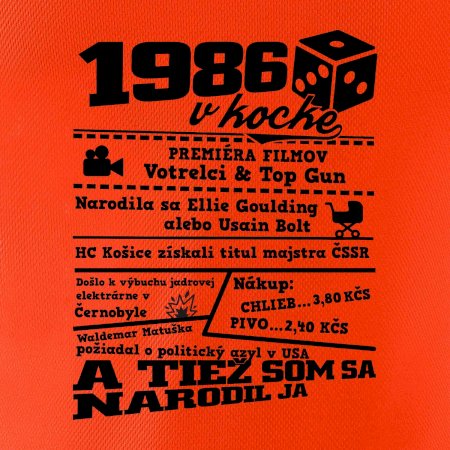 1986
v kocke
PREMIÉRA FILMOV
Votrelci & Top Gun
Narodila sa Ellie Goulding
alebo Usain Bolt
HC Košice získali titul majstra ČSSR
Došlo k výbuchu jadrovej
elektrárne v
Černobyle
Nákup:
CHLIEB...3,80 KČS
PIVO...2,40 KČS
Waldemar Matuška
požiadal o politický azyl v USA
A TIEŽ SOM SA
NARODIL JA